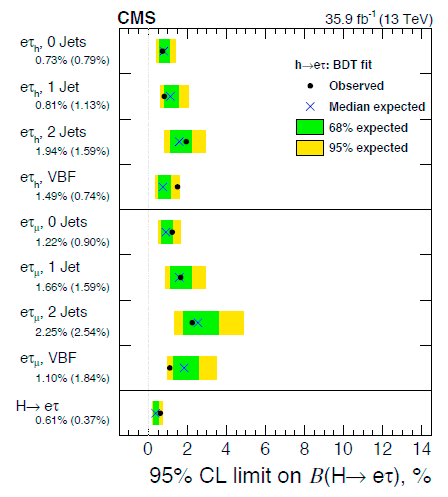 CMS 35.9 fb⁻¹ (13 TeV)
eτₕ, 0 Jets
0.73% (0.79%)
h→eτ: BDT fit
eτₕ, 1 Jet
0.81% (1.13%)
Observed
Median expected
eτₕ, 2 Jets
1.94% (1.59%)
68% expected
95% expected
eτₕ, VBF
1.49% (0.74%)
eτ_μ, 0 Jets
1.22% (0.90%)
eτ_μ, 1 Jet
1.66% (1.59%)
eτ_μ, 2 Jets
2.25% (2.54%)
eτ_μ, VBF
1.10% (1.84%)
H→ eτ
0.61% (0.37%)
0 2 4 6 8 10 12 14
95% CL limit on B(H→ eτ), %